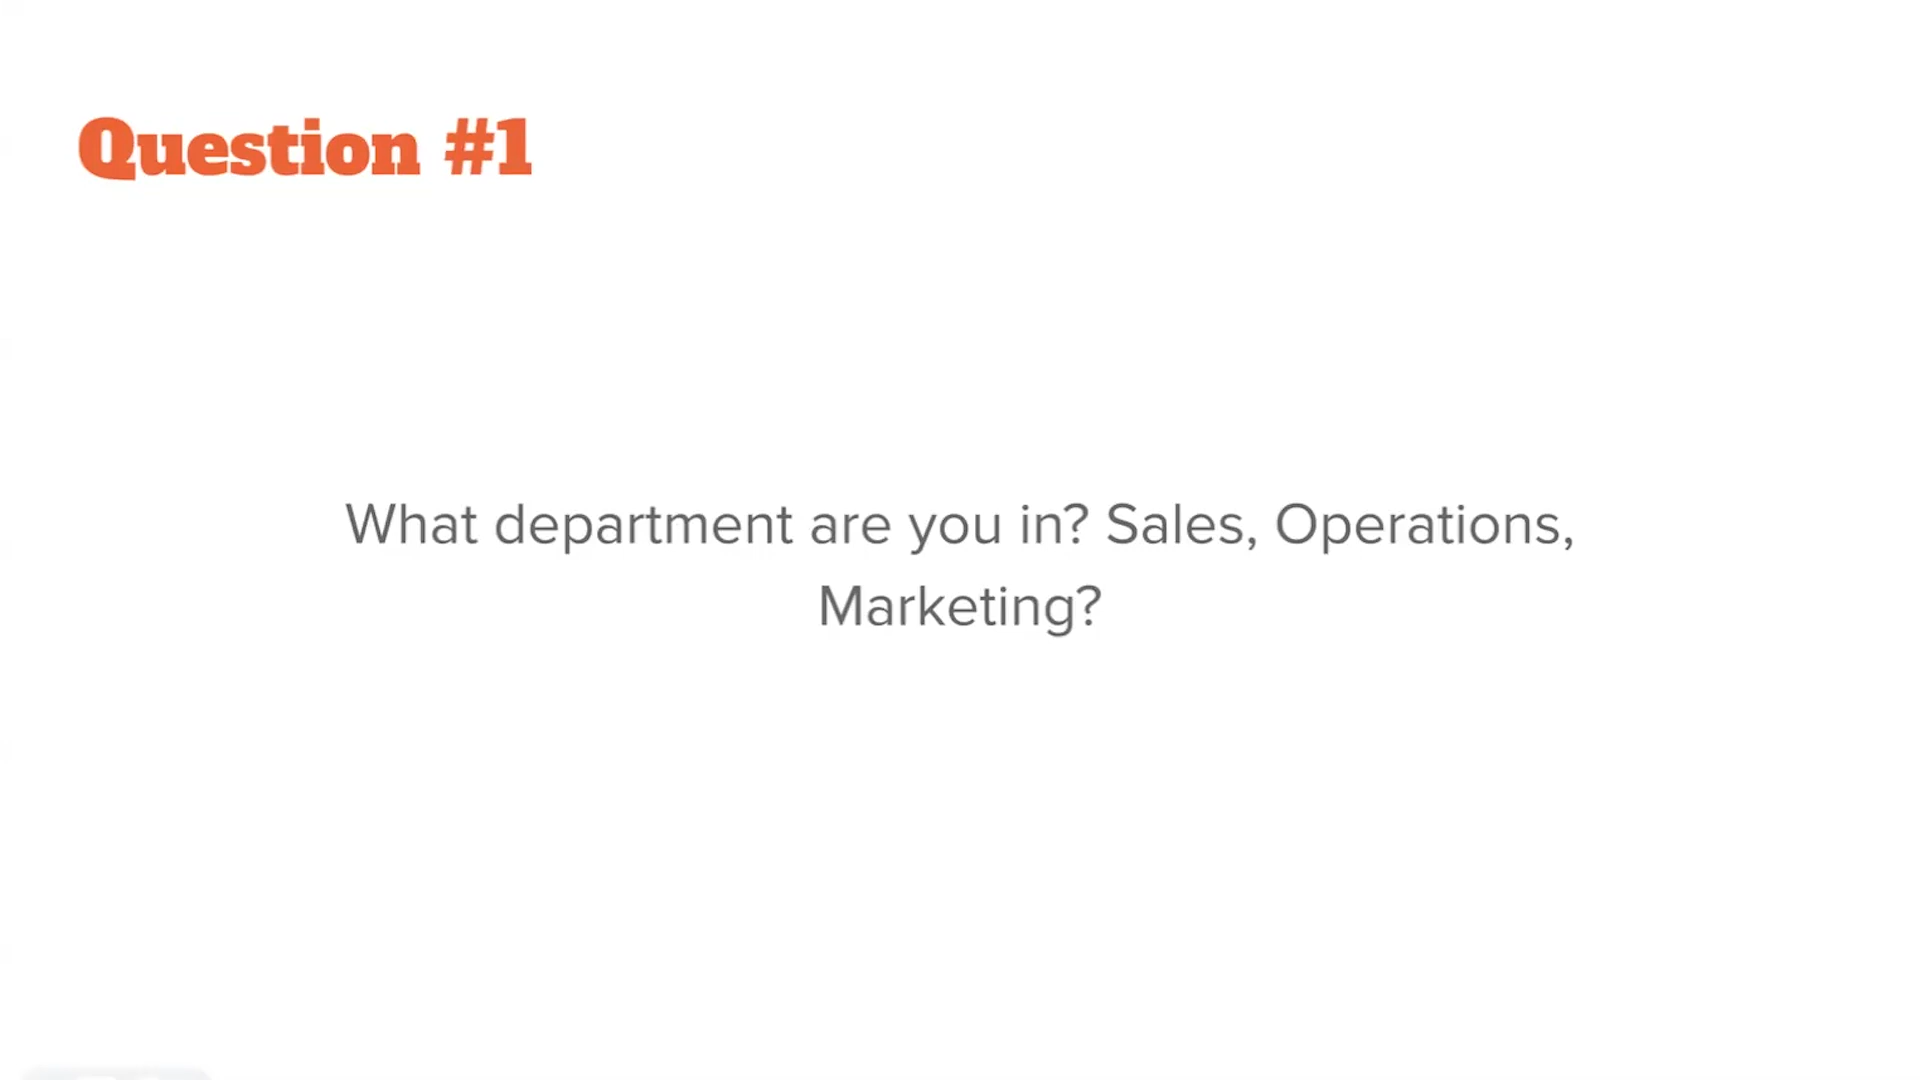 Question #1
What department are you in? Sales, Operations,
Marketing?